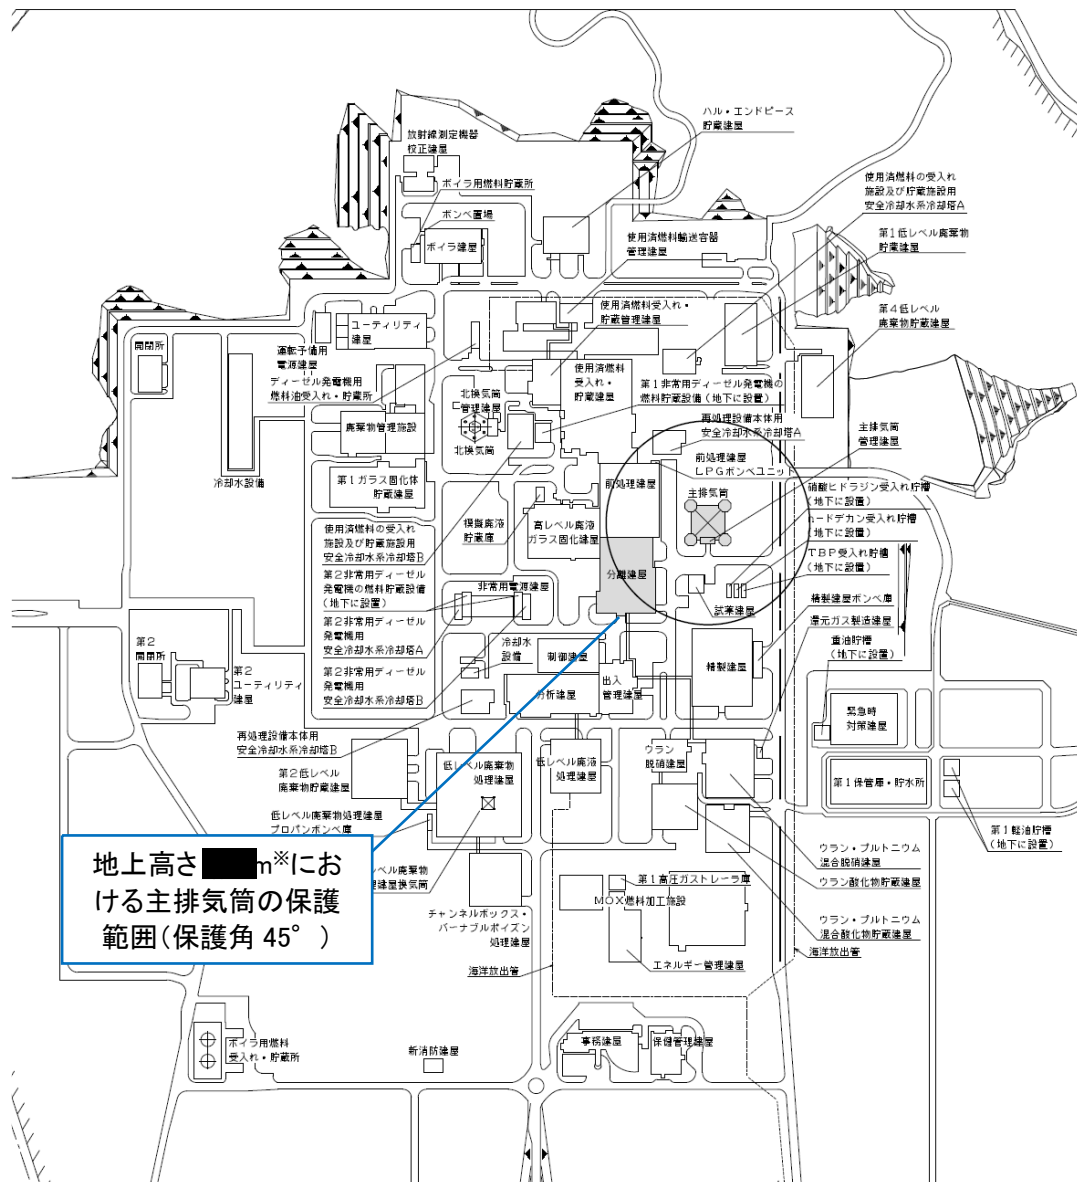 ハル・エンドピース
貯蔵建屋
放射線測定機器
校正建屋
ボイラ用燃料貯蔵所
ボンベ置場
ボイラ建屋
使用済燃料輸送容器
管理建屋
使用済燃料の受入れ
施設及び貯蔵施設用
安全冷却水系冷却塔A
第1低レベル廃棄物
貯蔵建屋
第4低レベル
廃棄物貯蔵建屋
使用済燃料受入れ・
貯蔵管理建屋
ユーティリティ
建屋
開閉所
運転予備用
電源建屋
ディーゼル発電機用
燃料油受入れ・貯蔵所
北換気筒
管理建屋
北換気筒
使用済燃料
受入れ・
貯蔵建屋
第1非常用ディーゼル発電機の
燃料貯蔵設備(地下に設置)
再処理設備本体用
安全冷却水系冷却塔A
主排気筒
管理建屋
廃棄物管理施設
冷却水設備
第1ガラス固化体
貯蔵建屋
前処理建屋
LPGボンベユニット
前処理建屋
主排気筒
硝酸ヒドラジン受入れ貯槽
(地下に設置)
ードデカン受入れ貯槽
(地下に設置)
TBP受入れ貯槽
(地下に設置)
模擬廃液
貯蔵庫
高レベル廃液
ガラス固化建屋
使用済燃料の受入れ
施設及び貯蔵施設用
安全冷却水系冷却塔B
第2非常用ディーゼル
発電機の燃料貯蔵設備
(地下に設置)
非常用電源建屋
分離建屋
試薬建屋
精製建屋ボンベ庫
還元ガス製造建屋
重油貯槽
(地下に設置)
第2非常用ディーゼル
発電機用
安全冷却水系冷却塔A
冷却水
設備
制御建屋
精製建屋
第2
開閉所
第2
ユーティリティ
建屋
第2非常用ディーゼル
発電機用
安全冷却水系冷却塔B
分析建屋
出入
管理建屋
緊急時
対策建屋
再処理設備本体用
安全冷却水系冷却塔B
第2低レベル
廃棄物貯蔵建屋
低レベル廃棄物
処理建屋
低レベル廃液
処理建屋
ウラン
脱硝建屋
第1保管庫・貯水所
低レベル廃棄物処理建屋
プロパンボンベ庫
第1軽油貯槽
(地下に設置)
地上高さ m※にお
ける主排気筒の保護
範囲(保護角 45°)
ベル廃棄物
建屋換気筒
ウラン・プルトニウム
混合脱硝建屋
ウラン酸化物貯蔵建屋
第1高圧ガストレーラ庫
MOX燃料加工施設
チャンネルボックス・
バーナブルポイズン
処理建屋
ウラン・プルトニウム
混合酸化物貯蔵建屋
海洋放出管
海洋放出管
エネルギー管理建屋
ボイラ用燃料
受入れ・貯蔵所
新消防建屋
事務建屋
保健管理建屋